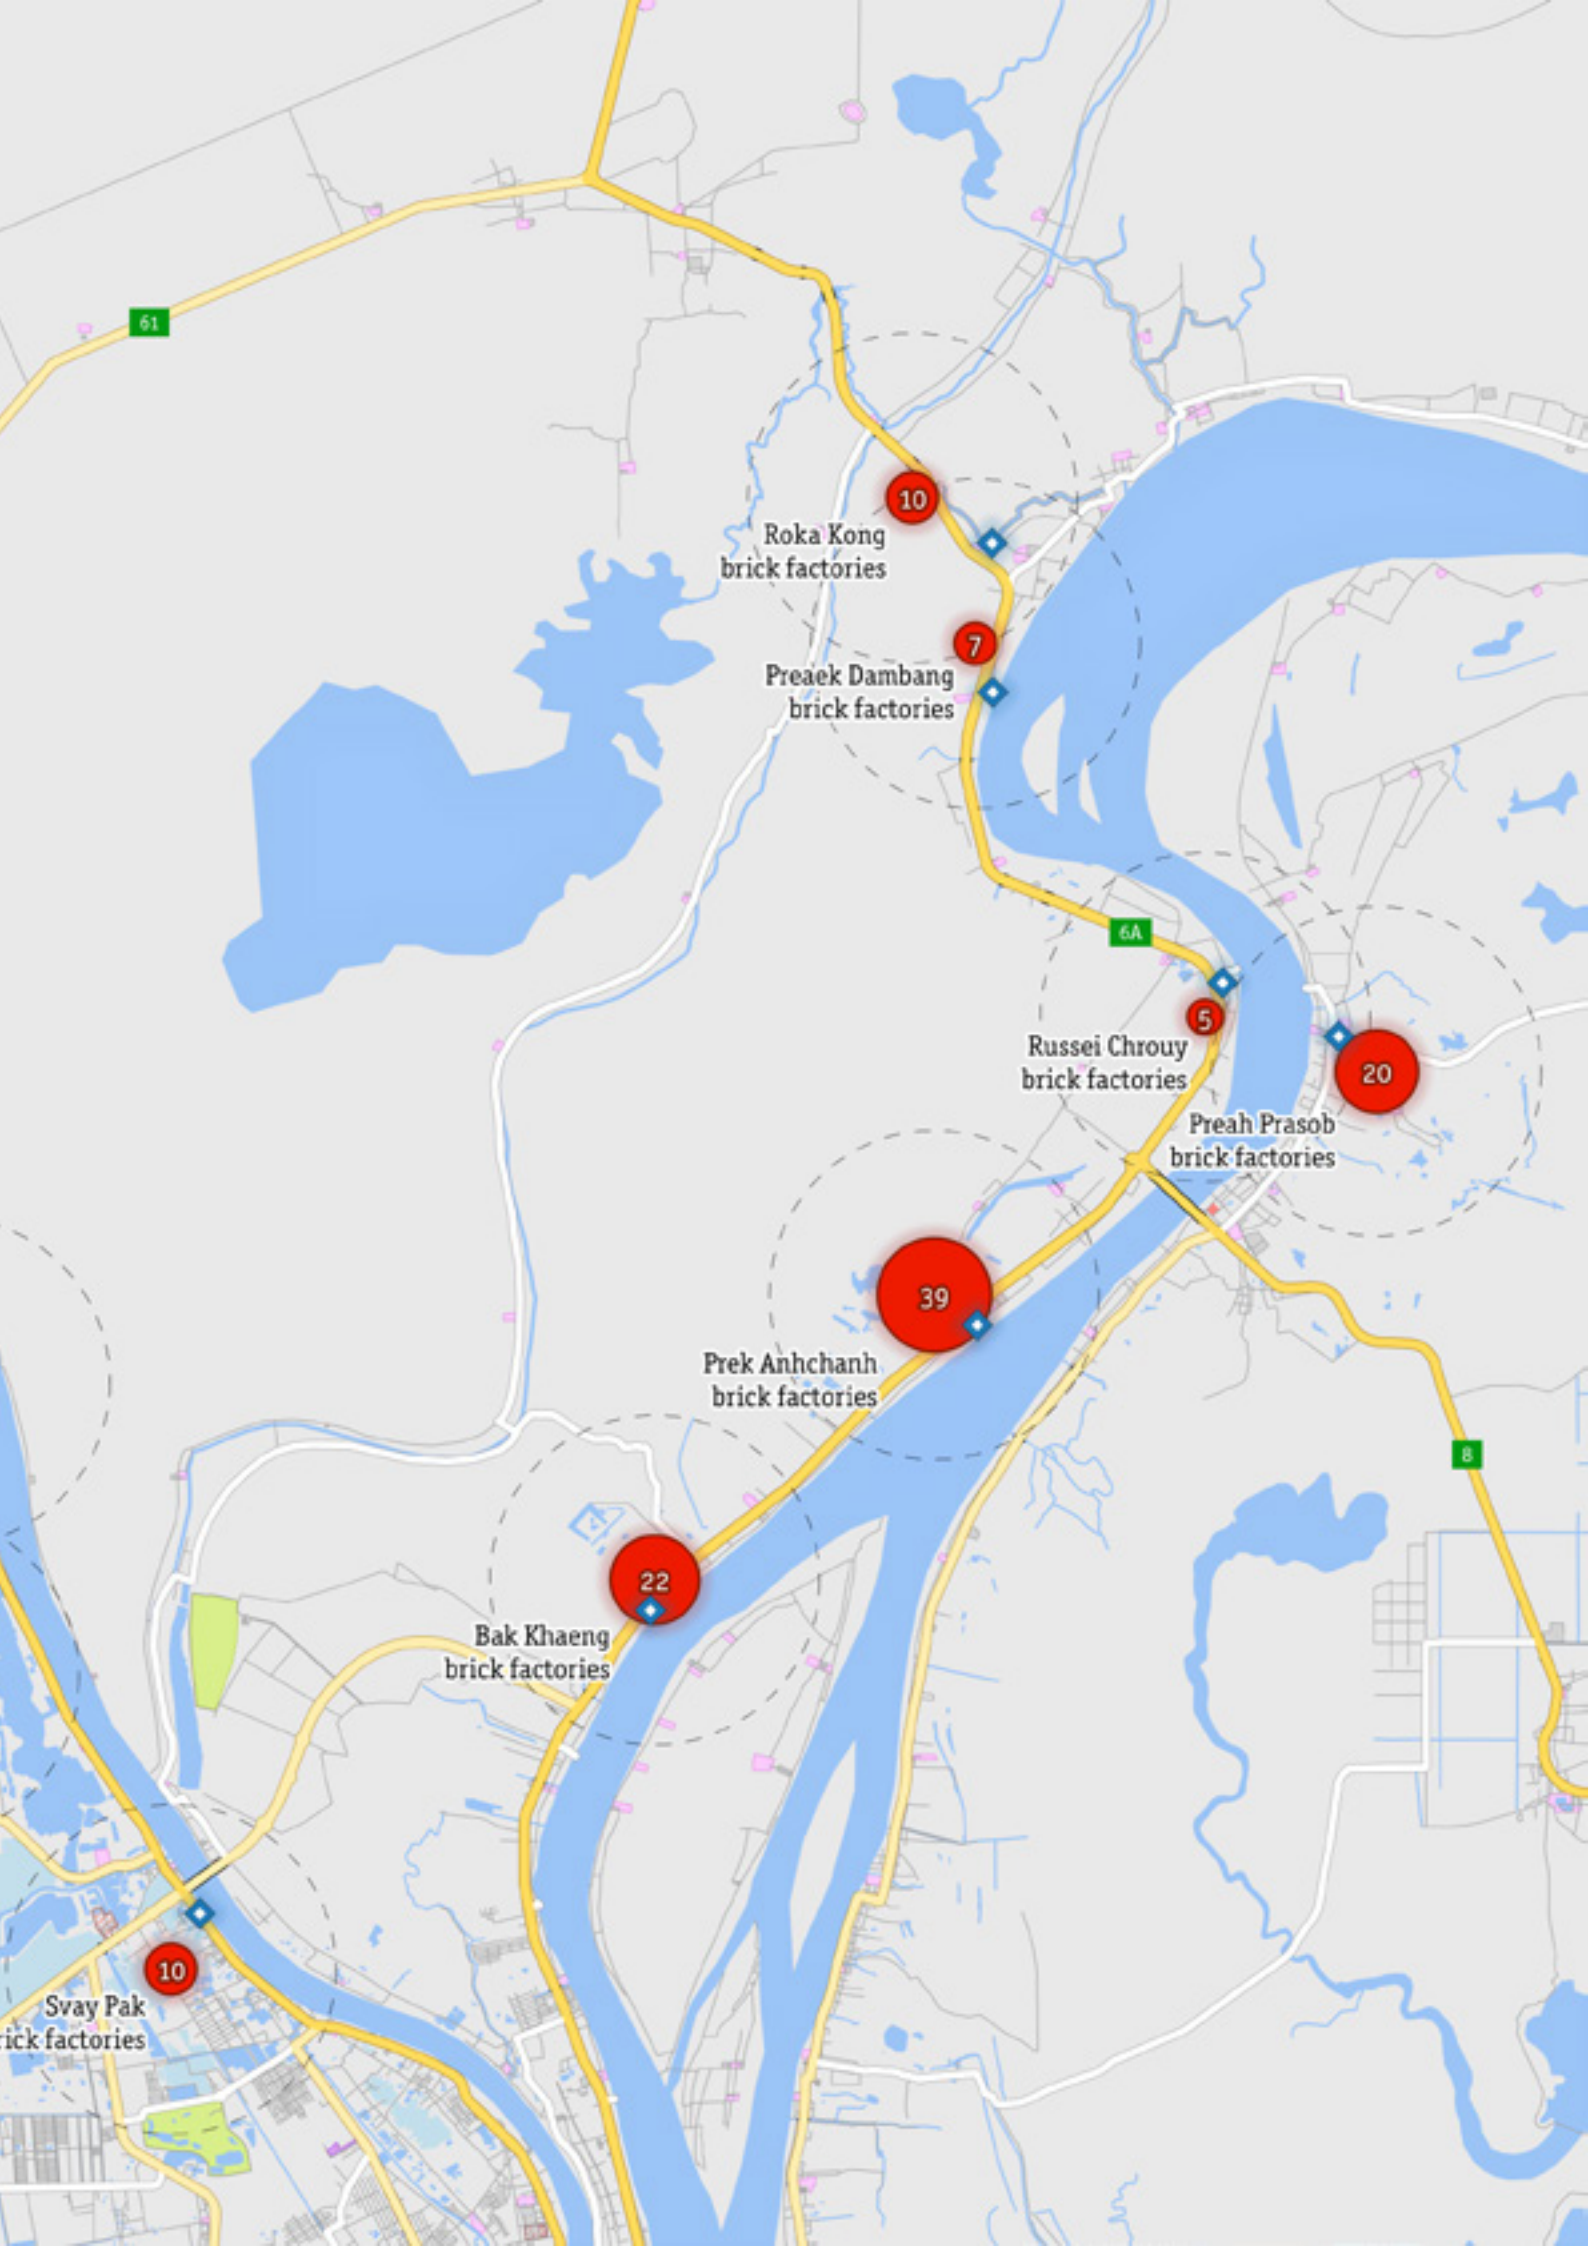 61
10
Roka Kong
brick factories
7
Preaek Dambang
brick factories
6A
5
Russei Chrouy
brick factories
20
Preah Prasob
brick factories
39
Prek Anhchanh
brick factories
8
22
Bak Khaeng
brick factories
10
Svay Pak
rick factories